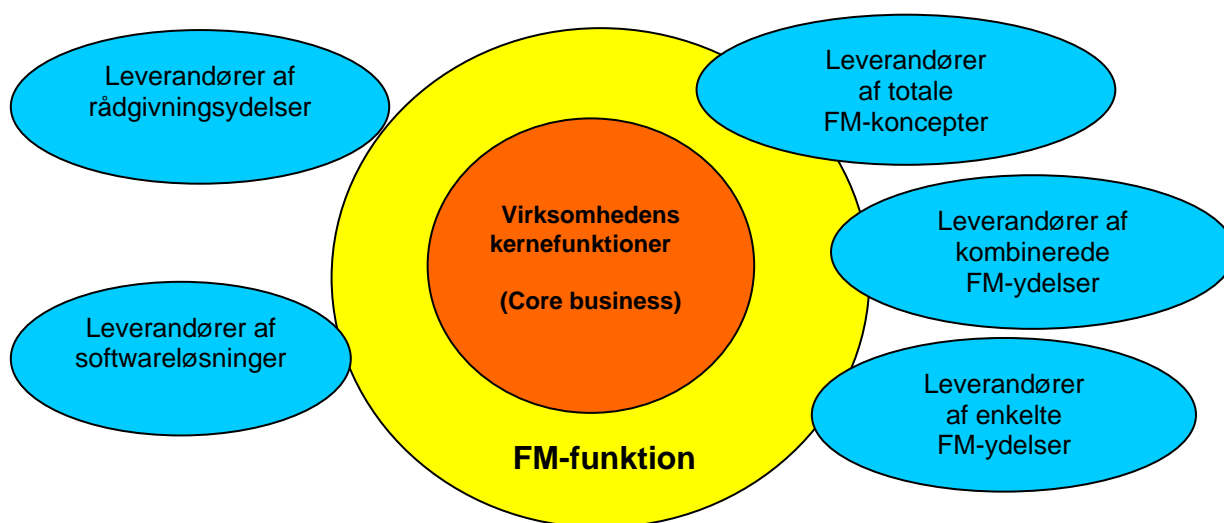 Leverandører af
rådgivningsydelser
Leverandører
af totale
FM-koncepter
Virksomhedens
kernefunktioner
(Core business)
Leverandører af
kombinerede
FM-ydelser
Leverandører af
softwareløsninger
Leverandører
af enkelte
FM-ydelser
FM-funktion